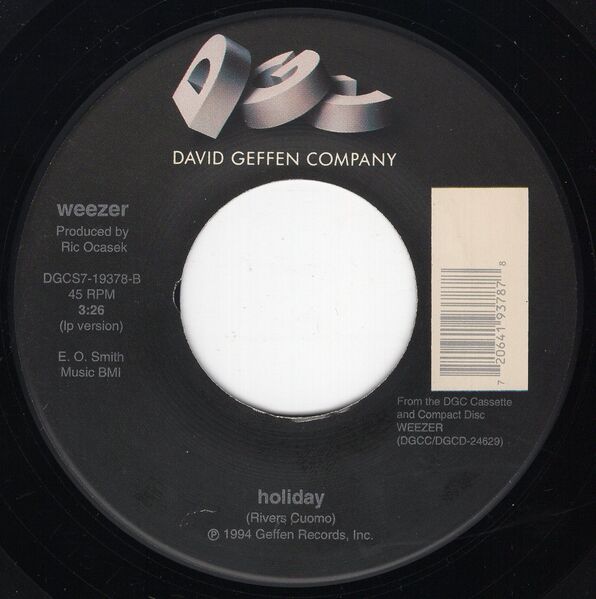 DGC
DAVID GEFFEN COMPANY
weezer
Produced by
Ric Ocasek
DGCS7-19378-B
45 RPM
3:26
(lp version)
E. O. Smith
Music BMI
7 20641 93787 8
From the DGC Cassette
and Compact Disc
WEEZER
(DGCC/DGCD-24629)
holiday
(Rivers Cuomo)
℗ 1994 Geffen Records, Inc.